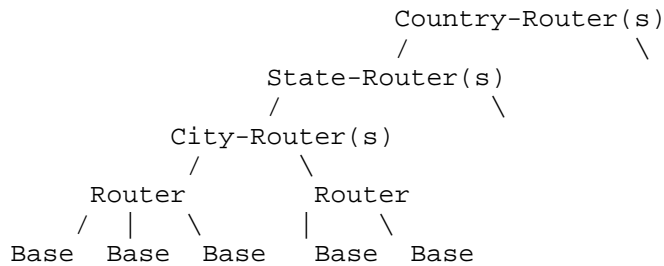 Country-Router(s)
State-Router(s)
City-Router(s)
Router Router
Base Base Base Base Base